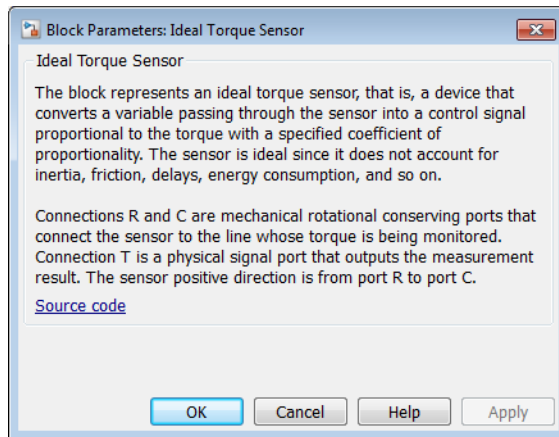 Block Parameters: Ideal Torque Sensor
Ideal Torque Sensor
The block represents an ideal torque sensor, that is, a device that
converts a variable passing through the sensor into a control signal
proportional to the torque with a specified coefficient of
proportionality. The sensor is ideal since it does not account for
inertia, friction, delays, energy consumption, and so on.
Connections R and C are mechanical rotational conserving ports that
connect the sensor to the line whose torque is being monitored.
Connection T is a physical signal port that outputs the measurement
result. The sensor positive direction is from port R to port C.
Source code
OK Cancel Help Apply